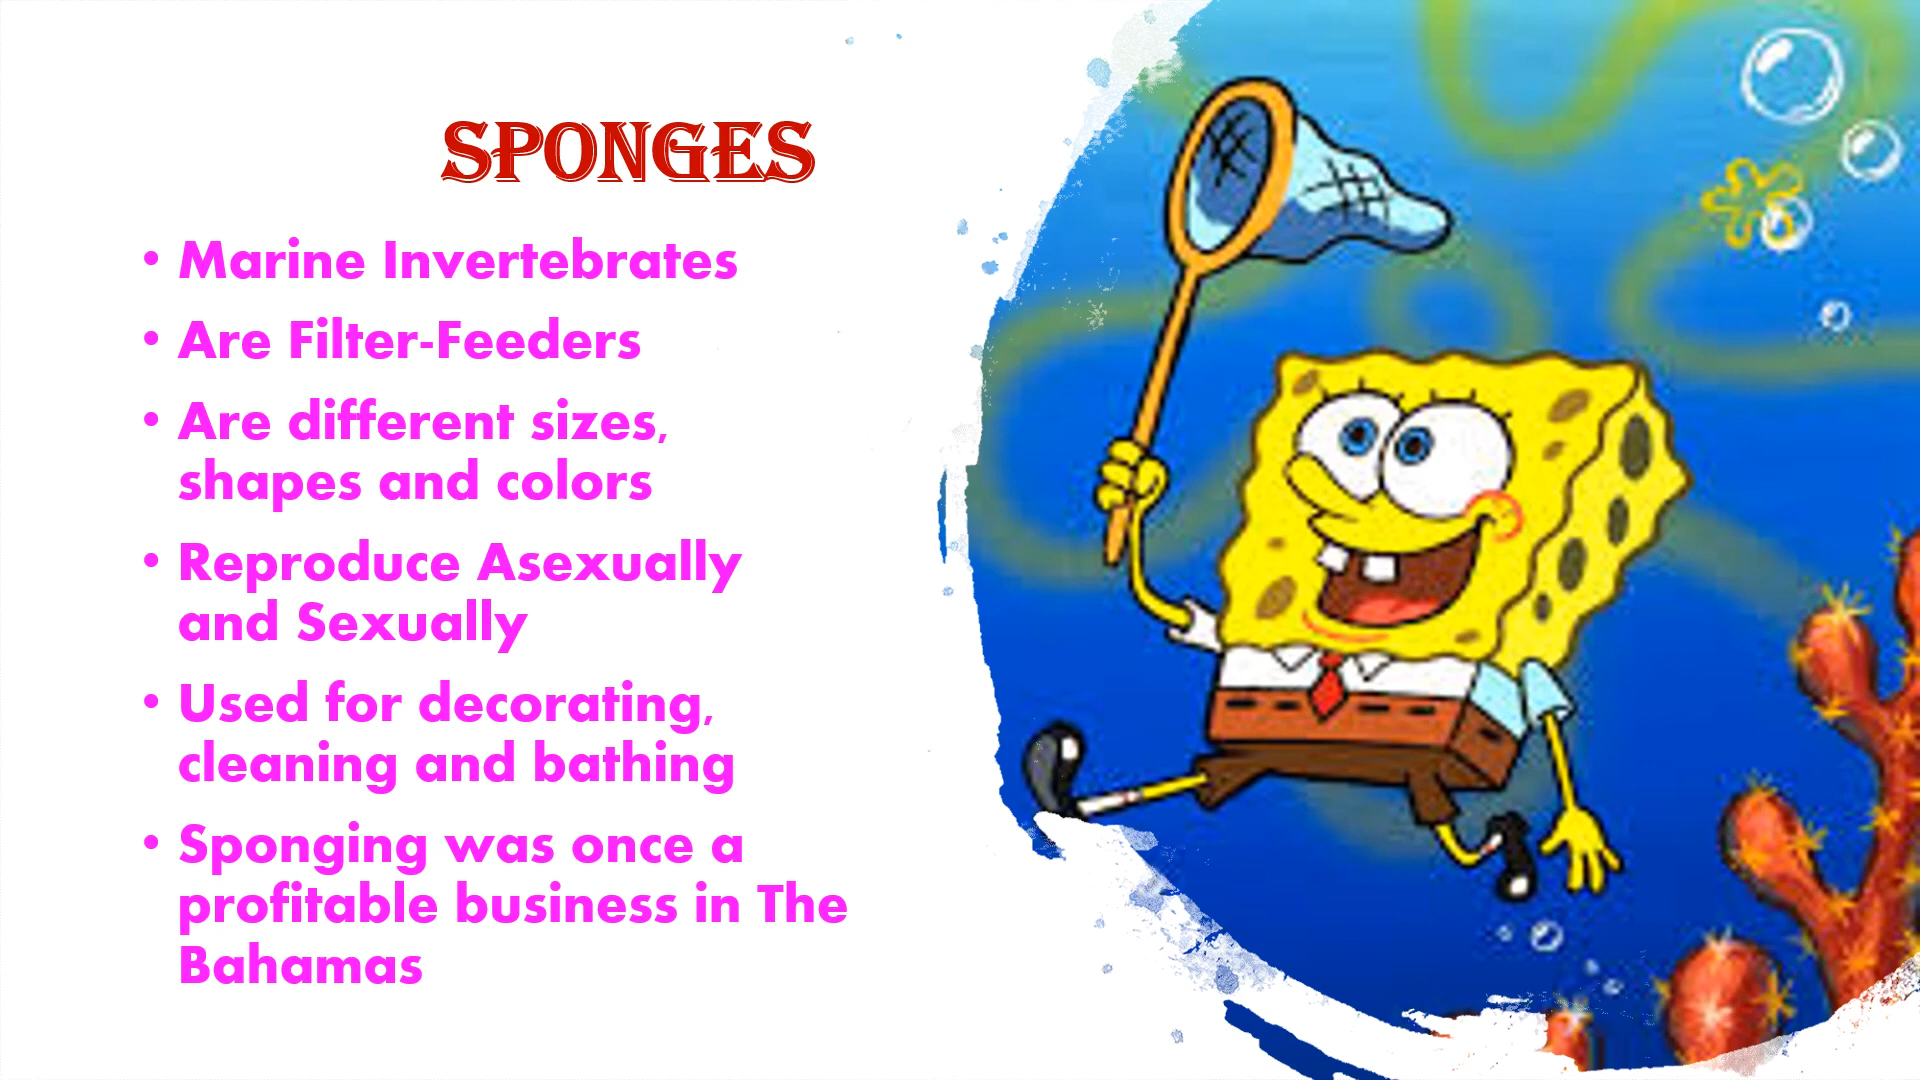 SPONGES
• Marine Invertebrates
• Are Filter-Feeders
• Are different sizes,
shapes and colors
• Reproduce Asexually
and Sexually
• Used for decorating,
cleaning and bathing
• Sponging was once a
profitable business in The
Bahamas